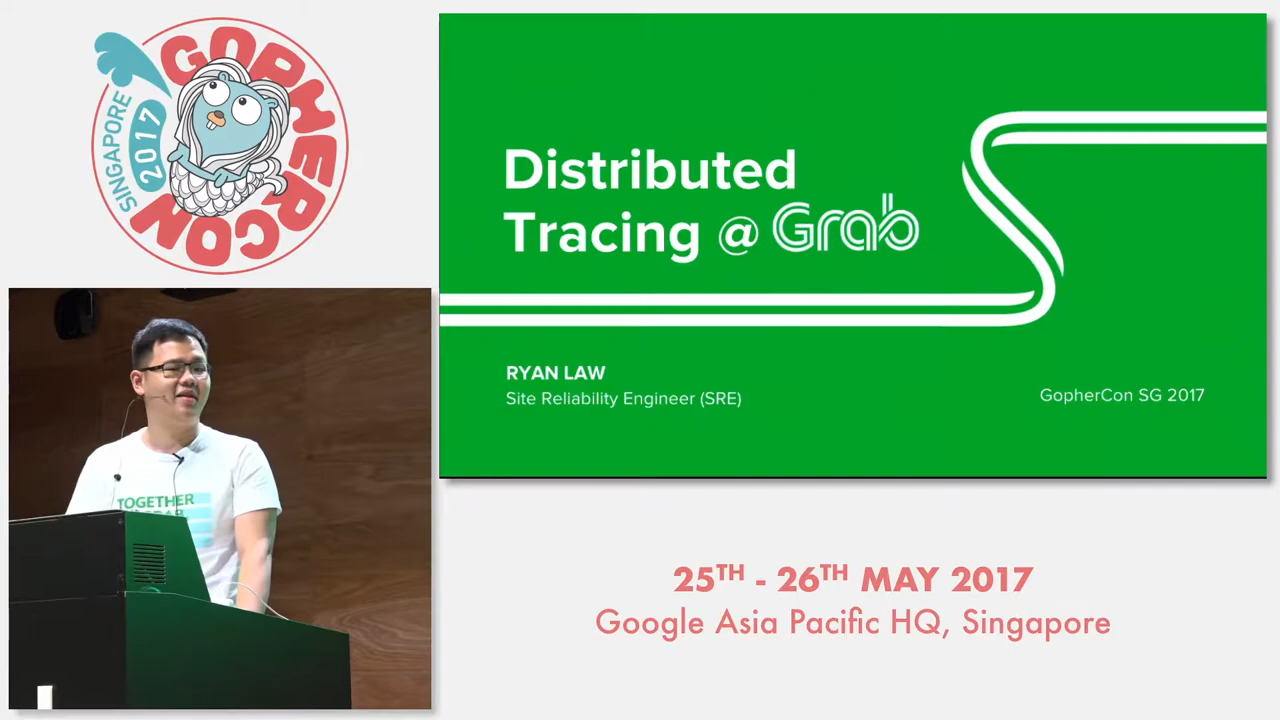 GOPHERCON
SINGAPORE
2017
Distributed
Tracing @ Grab
RYAN LAW
Site Reliability Engineer (SRE)
GopherCon SG 2017
TOGETHER
25TH - 26TH MAY 2017
Google Asia Pacific HQ, Singapore